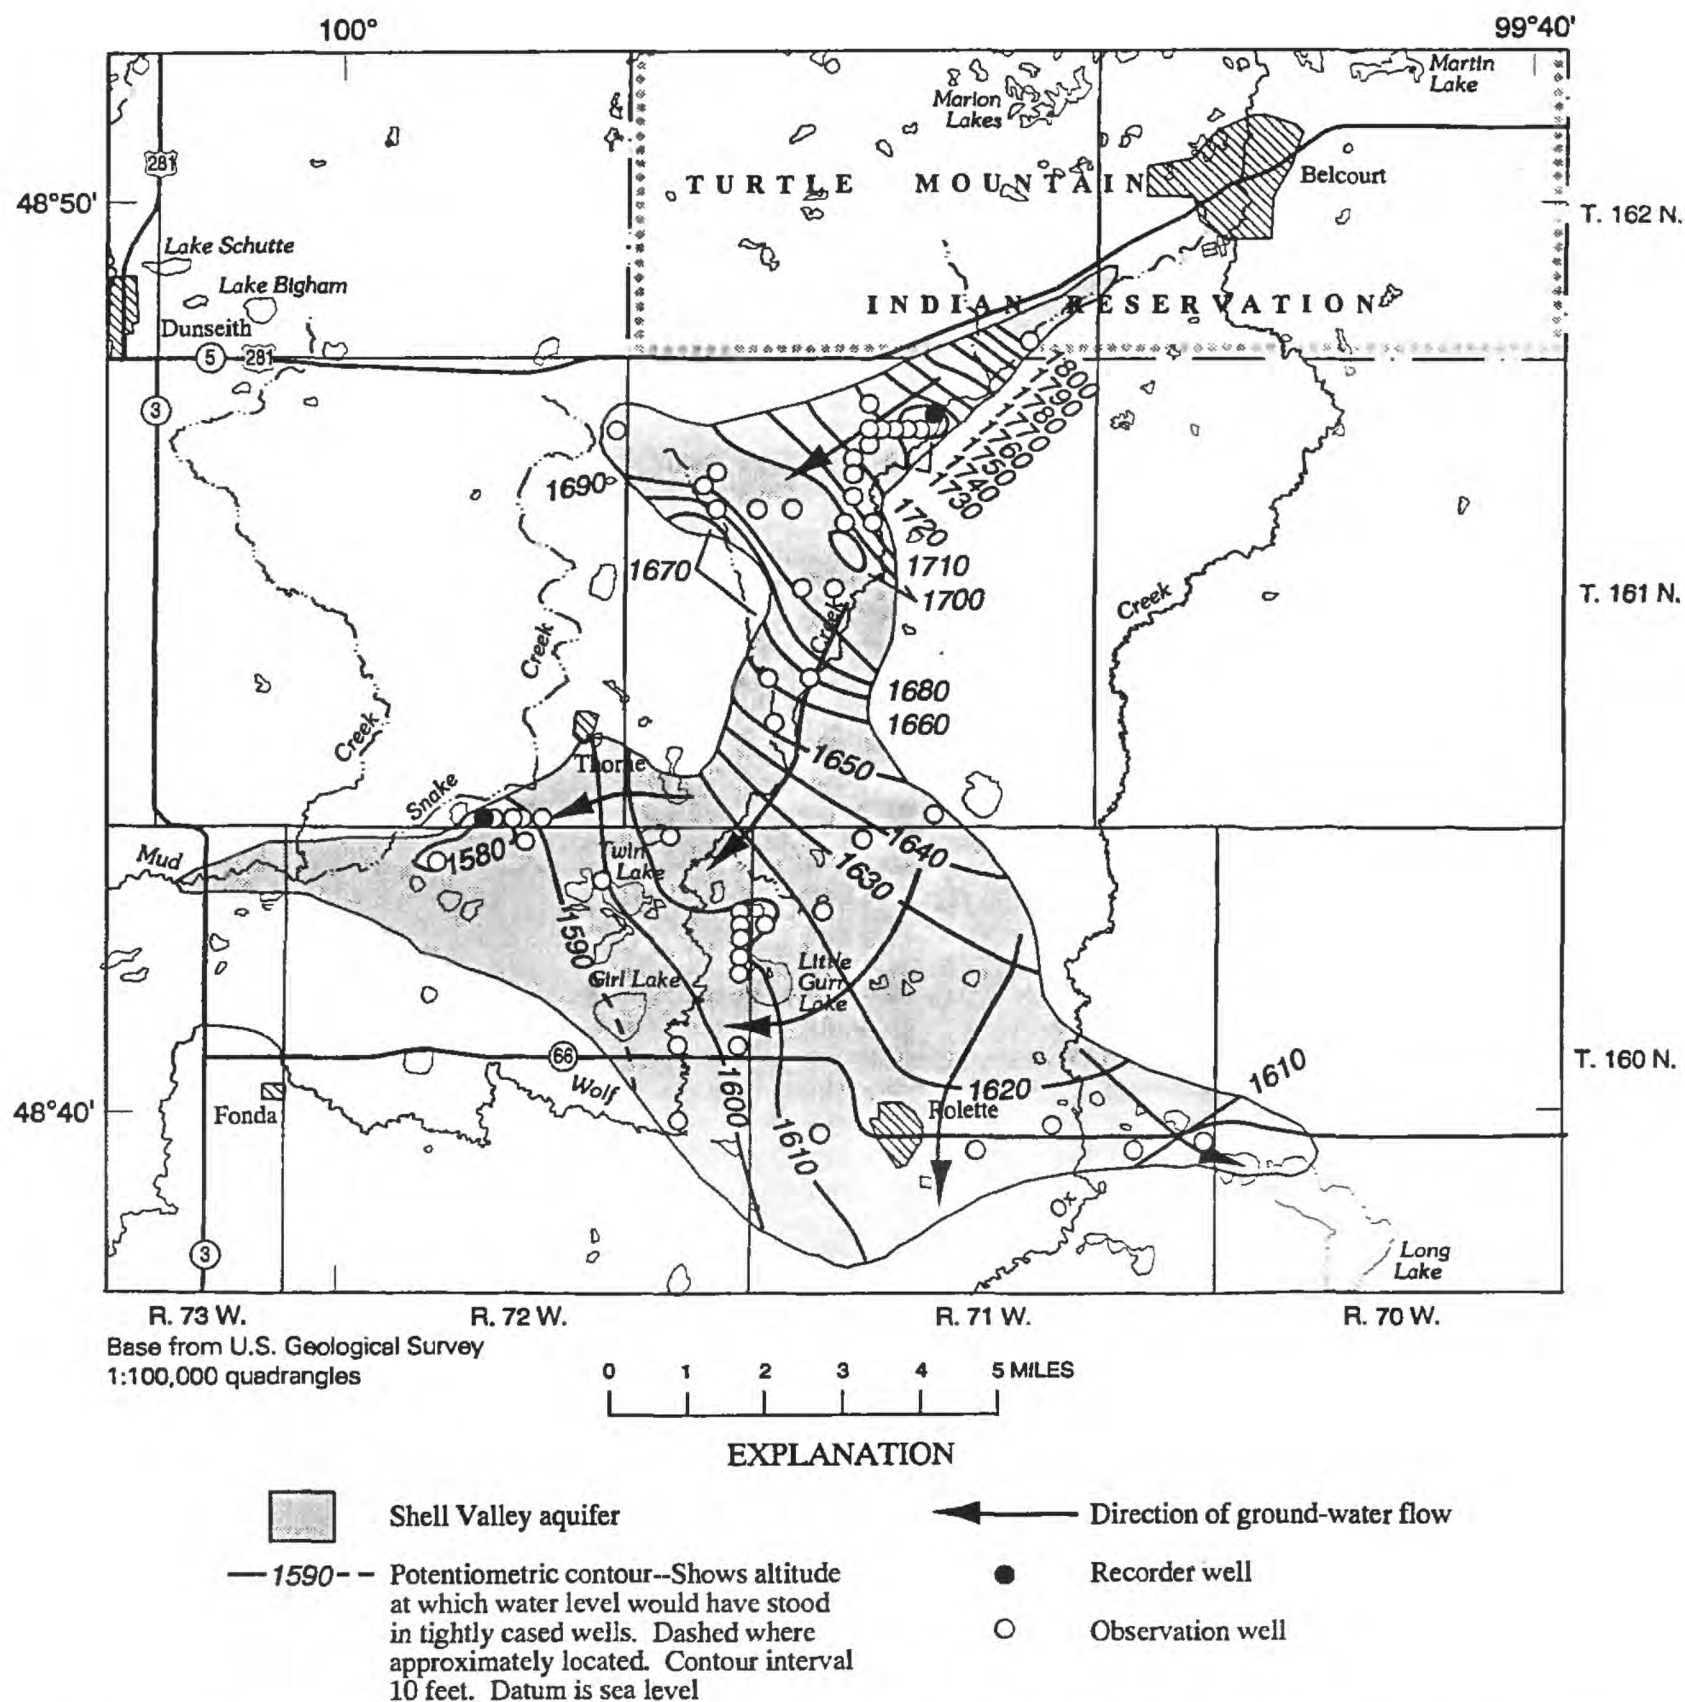 100°
99°40'
Martin
Lake
Marion
Lakes
281
TURTLE MOUNTAIN
Belcourt
48°50'
T. 162 N.
Lake Schutte
Lake Bigham
INDIAN RESERVATION
Dunseith
5
281
3
1800
1790
1780
1770
1760
1750
1740
1730
1690
1720
1710
1670
1700
T. 161 N.
Creek
Creek
Creek
1680
1660
Creek
1650
Thorne
Snake
Mud
1580
Twin
Lake
1640
1630
1590
Girl Lake
Little
Gurr
Lake
66
T. 160 N.
Wolf
1600
1620
1610
Rolette
48°40'
Fonda
1610
Ox
3
Long
Lake
R. 73 W.
R. 72 W.
R. 71 W.
R. 70 W.
Base from U.S. Geological Survey
1:100,000 quadrangles
0 1 2 3 4 5 MILES
EXPLANATION
Shell Valley aquifer
Direction of ground-water flow
1590
Potentiometric contour--Shows altitude
at which water level would have stood
in tightly cased wells. Dashed where
approximately located. Contour interval
10 feet. Datum is sea level
Recorder well
Observation well